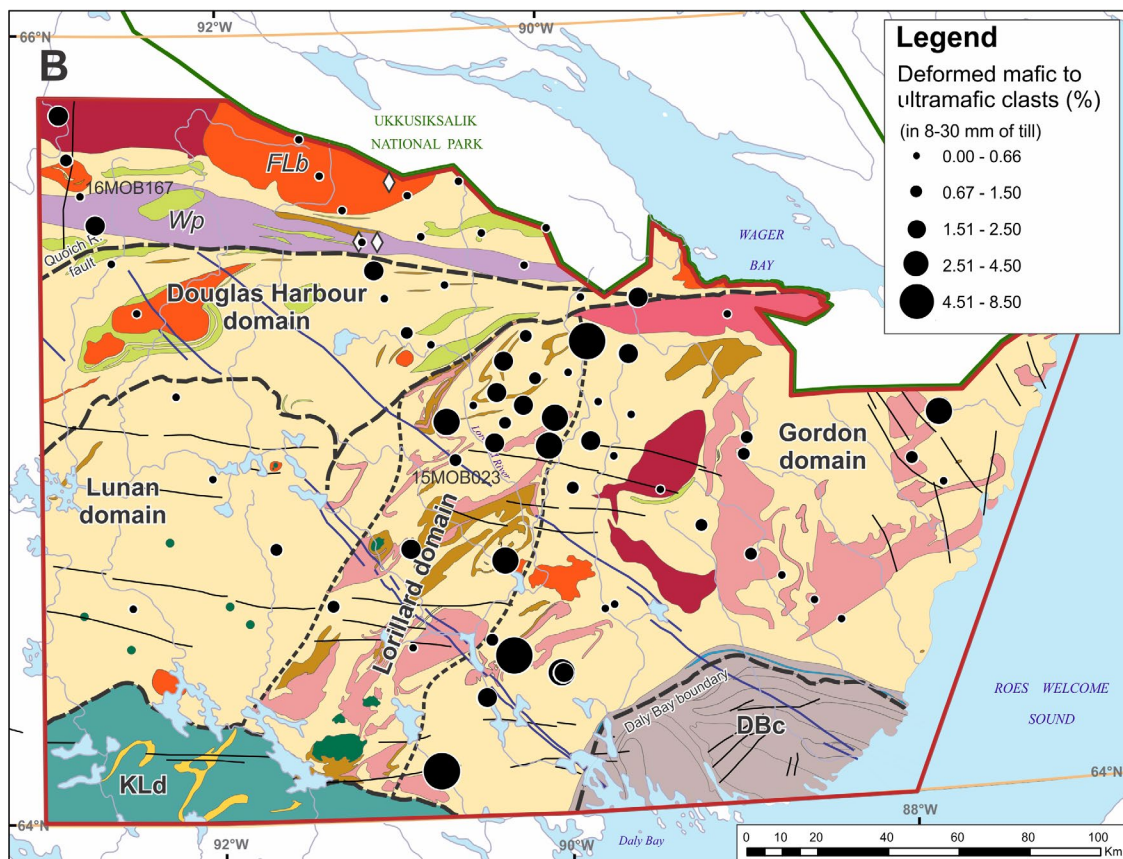 92°W
90°W
66°N
B
Legend
Deformed mafic to
ultramafic clasts (%)
(in 8-30 mm of till)
0.00 - 0.66
0.67 - 1.50
1.51 - 2.50
2.51 - 4.50
4.51 - 8.50
UKKUSIKSALIK
NATIONAL PARK
FLb
16MOB167
Wp
WAGER
BAY
Quoich R.
fault
Douglas Harbour
domain
Lorillard River
Gordon
domain
15MOB023
Lunan
domain
Lorillard domain
Daly Bay boundary
DBc
ROES WELCOME
SOUND
KLd
64°N
64°N
88°W
92°W
90°W
Daly Bay
0 10 20 40 60 80 100
Km